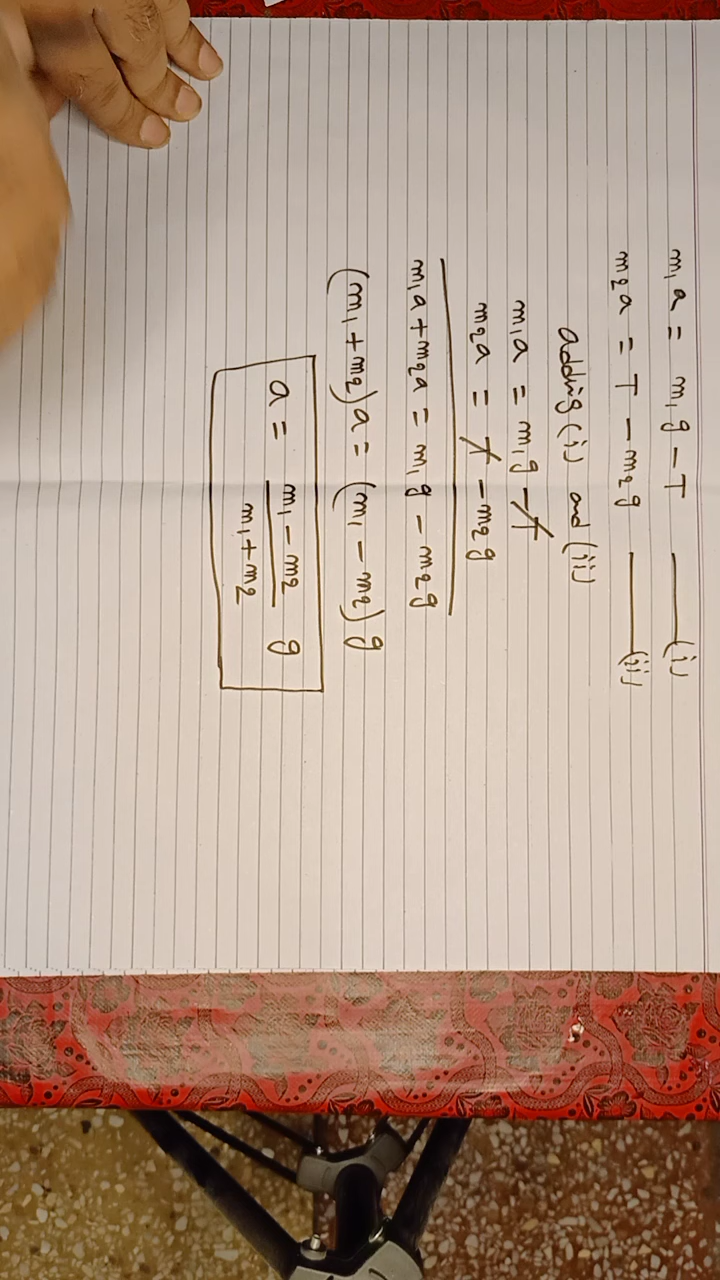 m₁a = m₁g - T ——— (i)
m₂a = T - m₂g ——— (ii)
adding (i) and (ii)
m₁a = m₁g - T
m₂a = T - m₂g
m₁a + m₂a = m₁g - m₂g
(m₁ + m₂)a = (m₁ - m₂)g
a = m₁ - m₂ g
m₁ + m₂